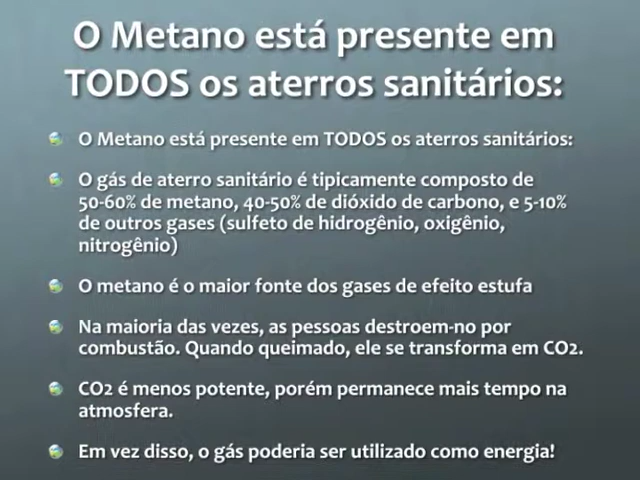 O Metano está presente em
TODOS os aterros sanitários:
O Metano está presente em TODOS os aterros sanitários:
O gás de aterro sanitário é tipicamente composto de
50-60% de metano, 40-50% de dióxido de carbono, e 5-10%
de outros gases (sulfeto de hidrogênio, oxigênio,
nitrogênio)
O metano é o maior fonte dos gases de efeito estufa
Na maioria das vezes, as pessoas destroem-no por
combustão. Quando queimado, ele se transforma em CO2.
CO2 é menos potente, porém permanece mais tempo na
atmosfera.
Em vez disso, o gás poderia ser utilizado como energia!